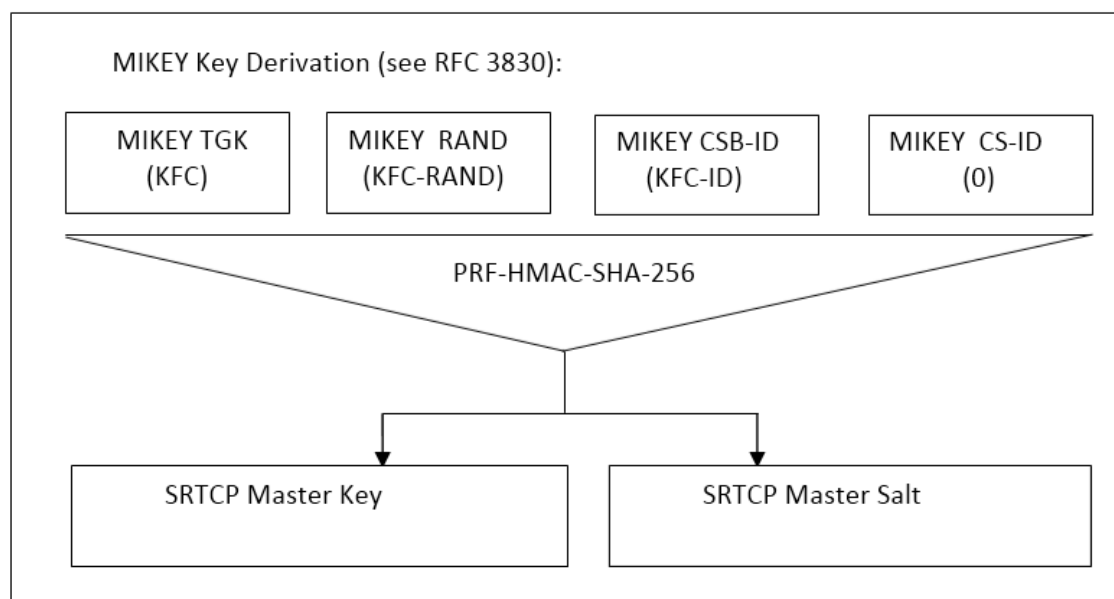 MIKEY Key Derivation (see RFC 3830):
MIKEY TGK
(KFC)
MIKEY RAND
(KFC-RAND)
MIKEY CSB-ID
(KFC-ID)
MIKEY CS-ID
(0)
PRF-HMAC-SHA-256
SRTCP Master Key
SRTCP Master Salt